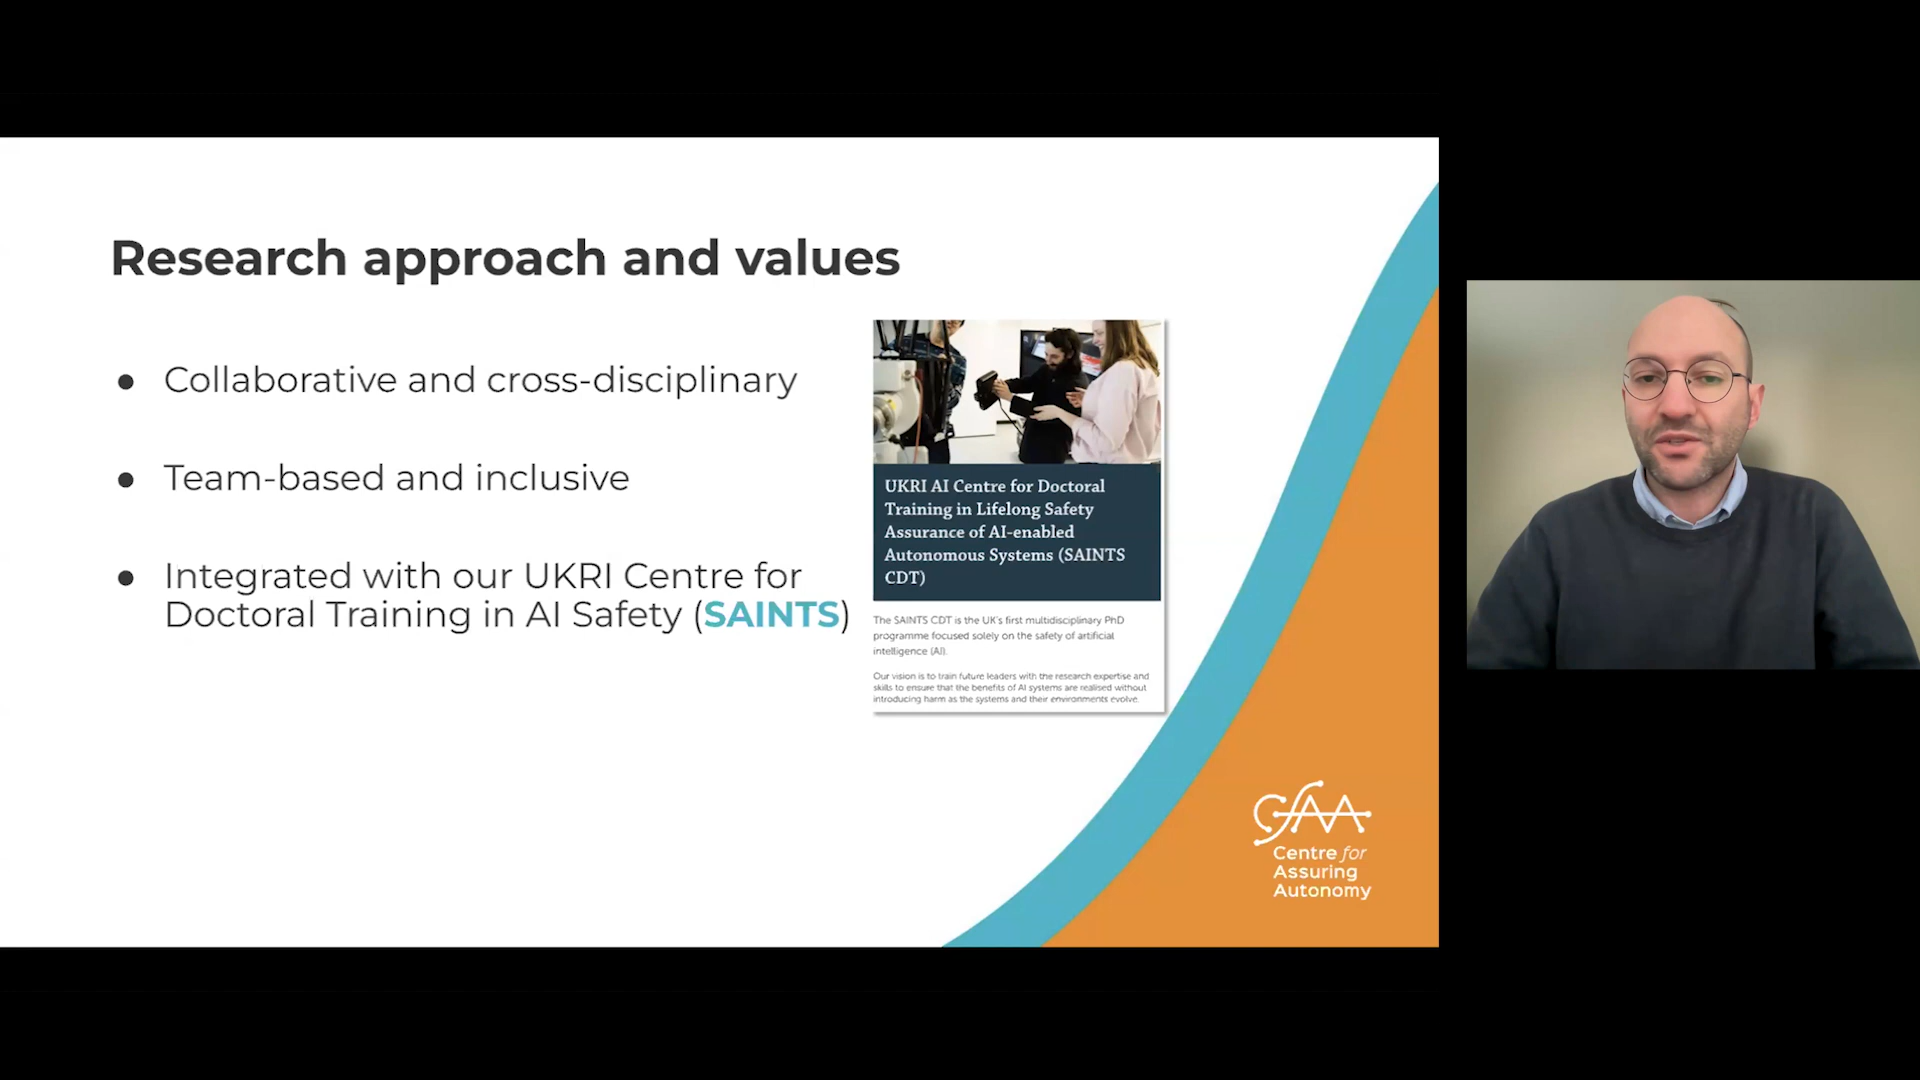 Research approach and values
● Collaborative and cross-disciplinary
● Team-based and inclusive
● Integrated with our UKRI Centre for
Doctoral Training in AI Safety (SAINTS)
UKRI AI Centre for Doctoral
Training in Lifelong Safety
Assurance of AI-enabled
Autonomous Systems (SAINTS
CDT)
The SAINTS CDT is the UK's first multidisciplinary PhD
programme focused solely on the safety of artificial
intelligence (AI).
Our vision is to train future leaders with the research expertise and
skills to ensure that the benefits of AI systems are realised without
introducing harm as the systems and their environments evolve.
CfAA
Centre for
Assuring
Autonomy